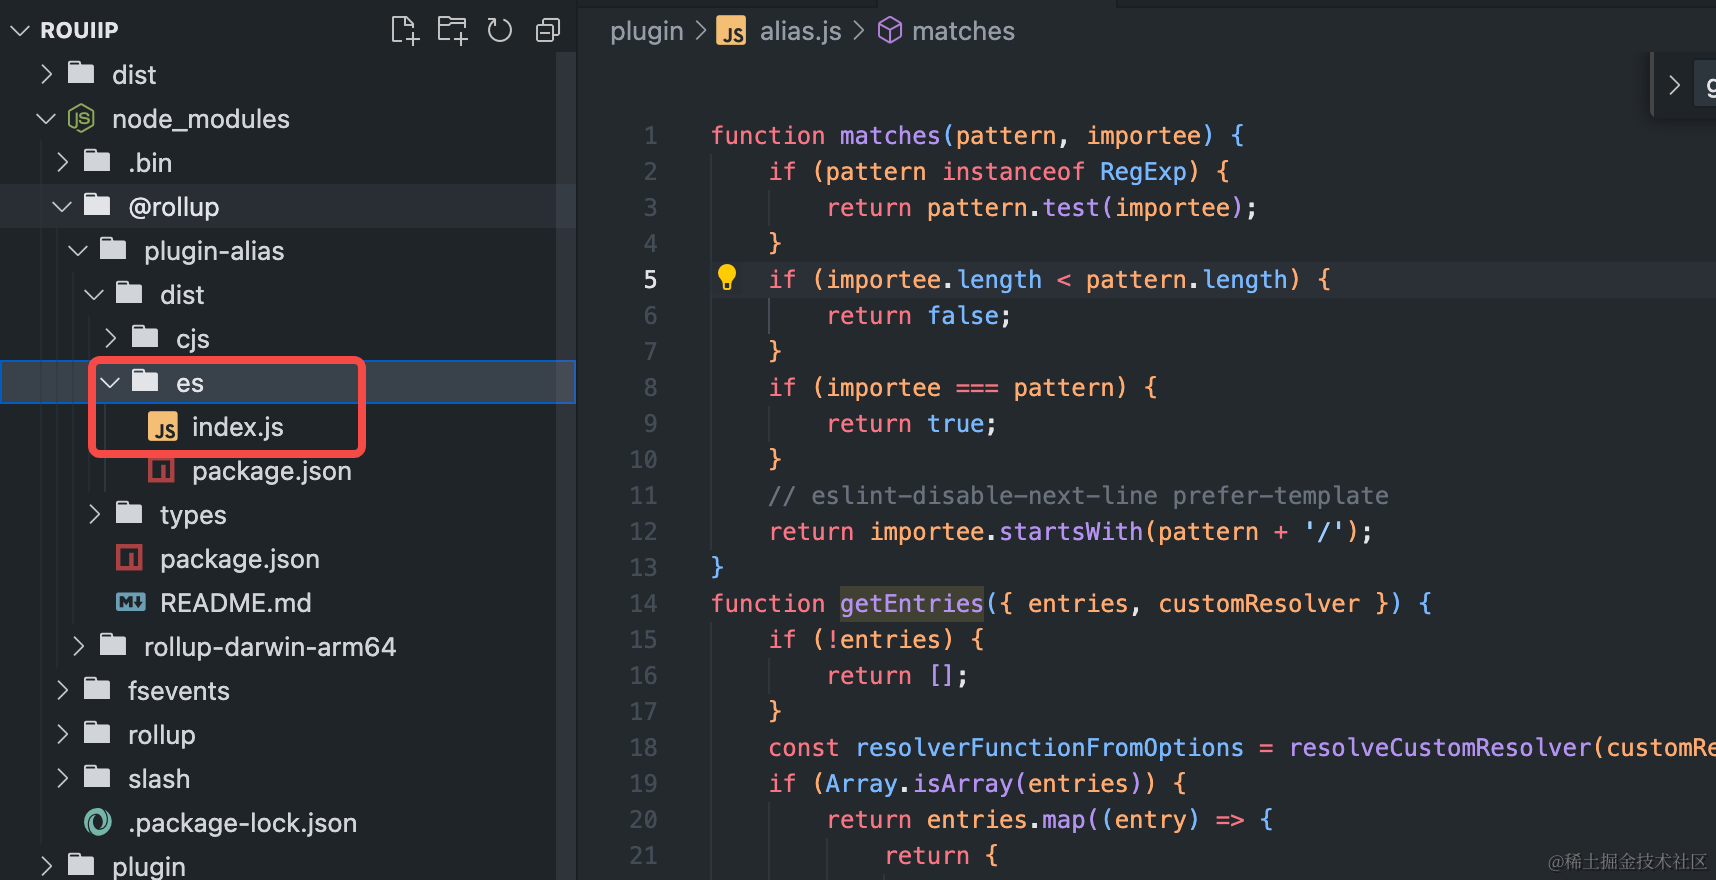 ROUIIP
dist
node_modules
.bin
@rollup
plugin-alias
dist
cjs
es
JS index.js
package.json
types
package.json
README.md
rollup-darwin-arm64
fsevents
rollup
slash
.package-lock.json
plugin
plugin > JS alias.js > matches
1 function matches(pattern, importee) {
2 if (pattern instanceof RegExp) {
3 return pattern.test(importee);
4 }
5 if (importee.length < pattern.length) {
6 return false;
7 }
8 if (importee === pattern) {
9 return true;
10 }
11 // eslint-disable-next-line prefer-template
12 return importee.startsWith(pattern + '/');
13 }
14 function getEntries({ entries, customResolver }) {
15 if (!entries) {
16 return [];
17 }
18 const resolverFunctionFromOptions = resolveCustomResolver(customRe
19 if (Array.isArray(entries)) {
20 return entries.map((entry) => {
21 return {
@稀土掘金技术社区